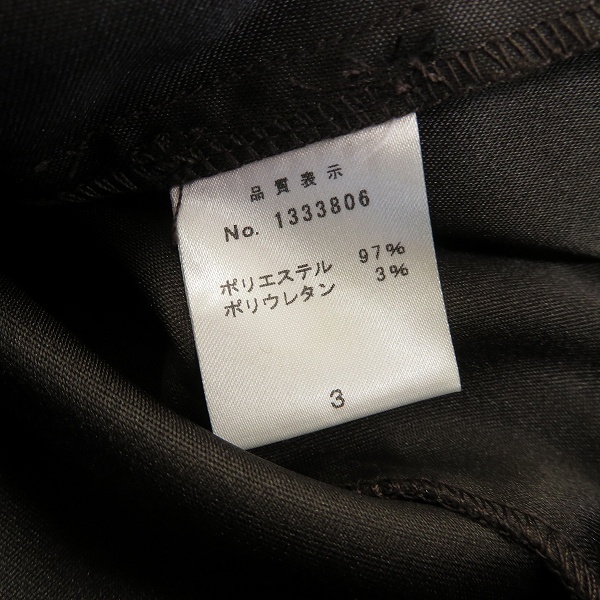 品質表示
No. 1333806
ポリエステル 97%
ポリウレタン 3%
3